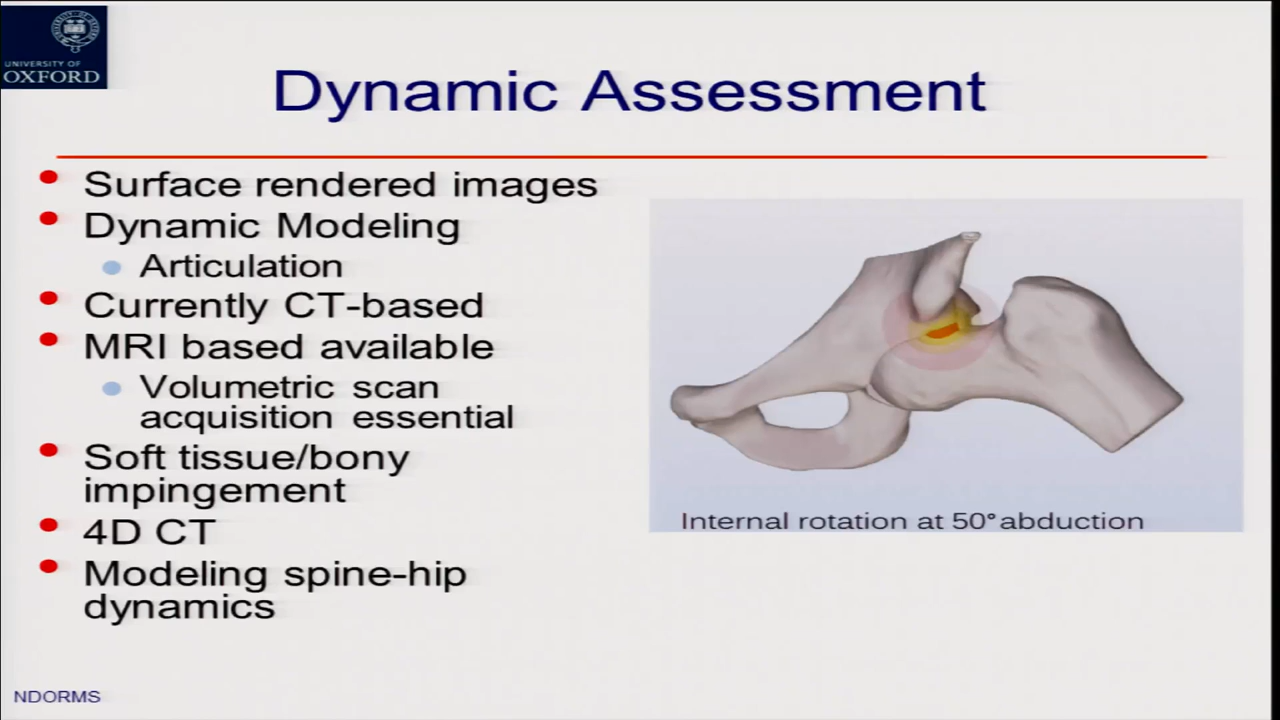 UNIVERSITY OF
OXFORD
Dynamic Assessment
Surface rendered images
Dynamic Modeling
Articulation
Currently CT-based
MRI based available
Volumetric scan
acquisition essential
Soft tissue/bony
impingement
4D CT
Modeling spine-hip
dynamics
Internal rotation at 50° abduction
NDORMS